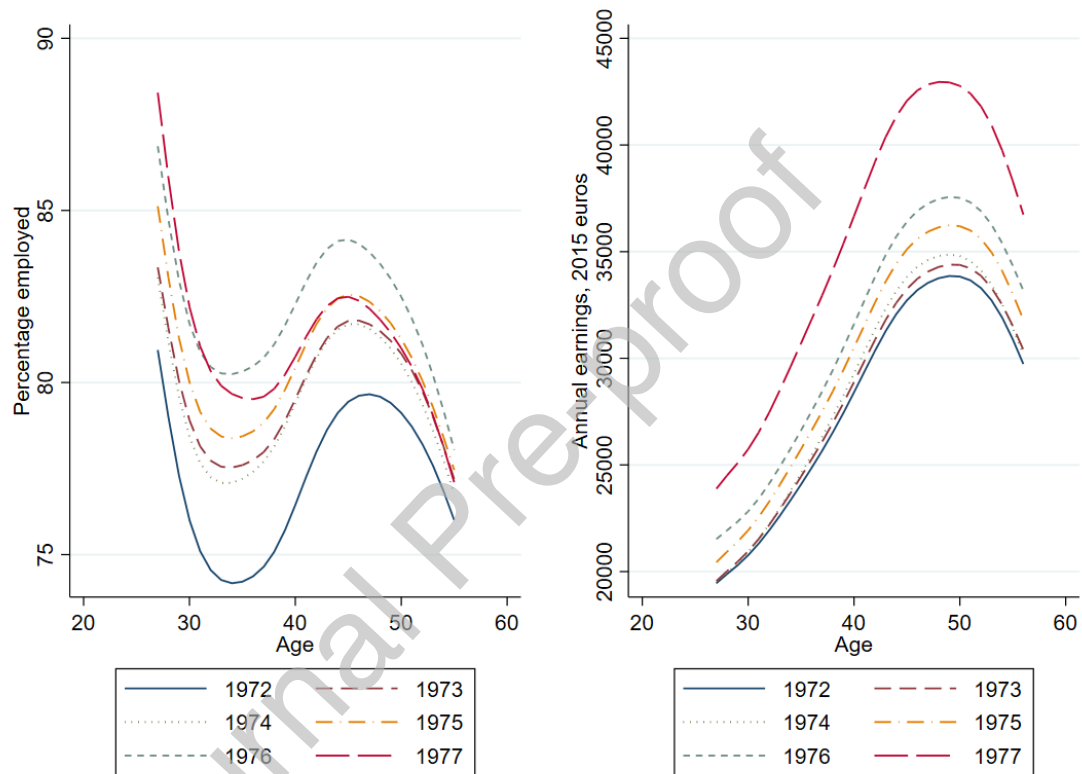 90
85
80
75
Percentage employed
20 30 40 50 60
Age
1972 1973
1974 1975
1976 1977
45000
40000
35000
30000
25000
20000
Annual earnings, 2015 euros
20 30 40 50 60
Age
1972 1973
1974 1975
1976 1977
urnal Pre-proof